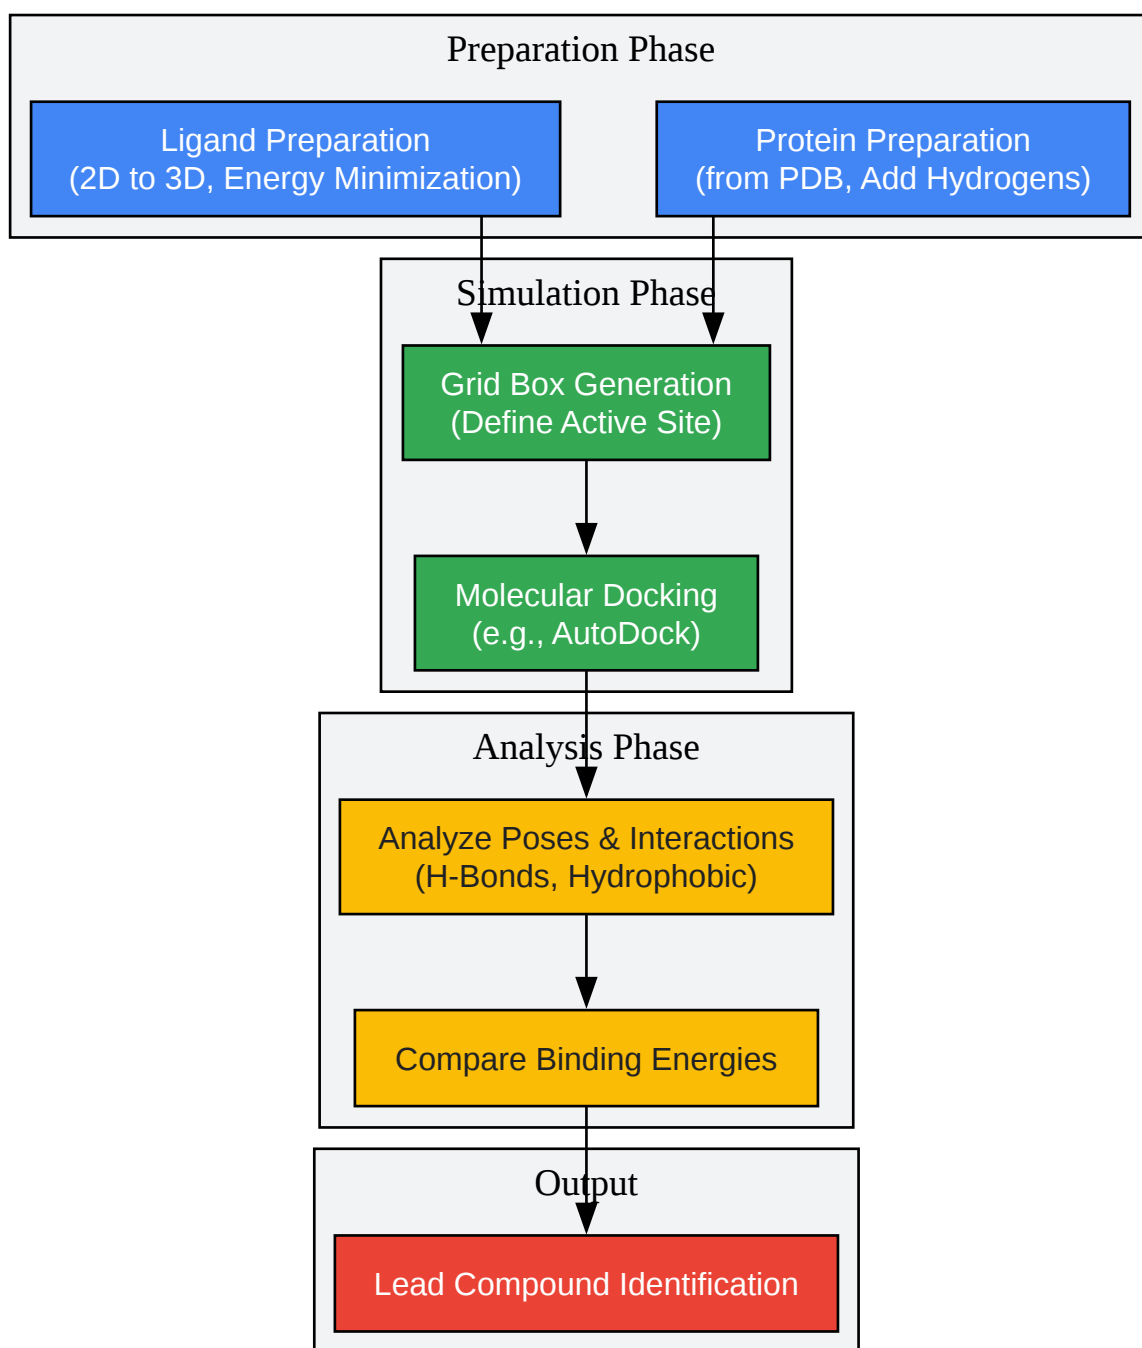 Preparation Phase
Ligand Preparation
(2D to 3D, Energy Minimization)
Protein Preparation
(from PDB, Add Hydrogens)
Simulation Phase
Grid Box Generation
(Define Active Site)
Molecular Docking
(e.g., AutoDock)
Analysis Phase
Analyze Poses & Interactions
(H-Bonds, Hydrophobic)
Compare Binding Energies
Output
Lead Compound Identification